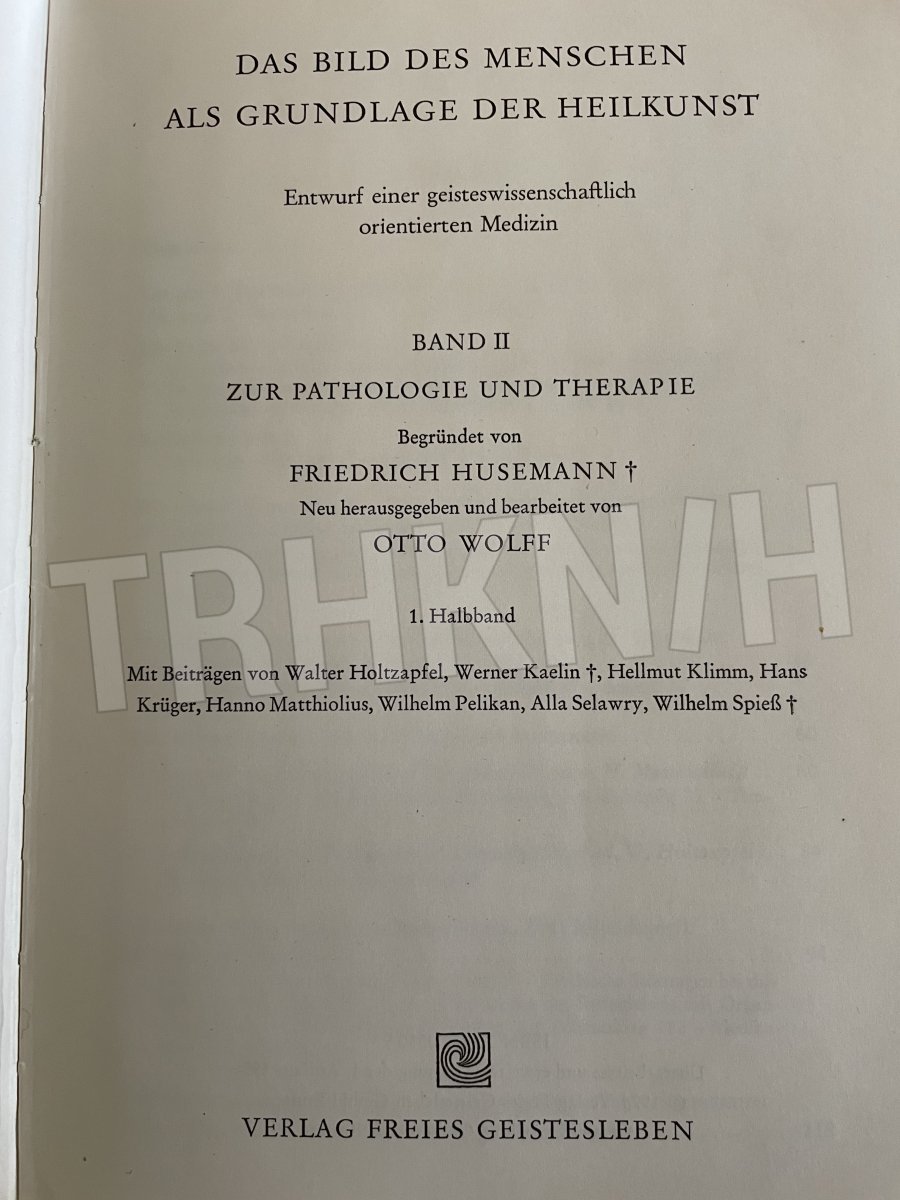 DAS BILD DES MENSCHEN
ALS GRUNDLAGE DER HEILKUNST
Entwurf einer geisteswissenschaftlich
orientierten Medizin
BAND II
ZUR PATHOLOGIE UND THERAPIE
Begründet von
FRIEDRICH HUSEMANN †
Neu herausgegeben und bearbeitet von
OTTO WOLFF
TRHKN/H
1. Halbband
Mit Beiträgen von Walter Holtzapfel, Werner Kaelin †, Hellmut Klimm, Hans
Krüger, Hanno Matthiolius, Wilhelm Pelikan, Alla Selawry, Wilhelm Spieß †
VERLAG FREIES GEISTESLEBEN